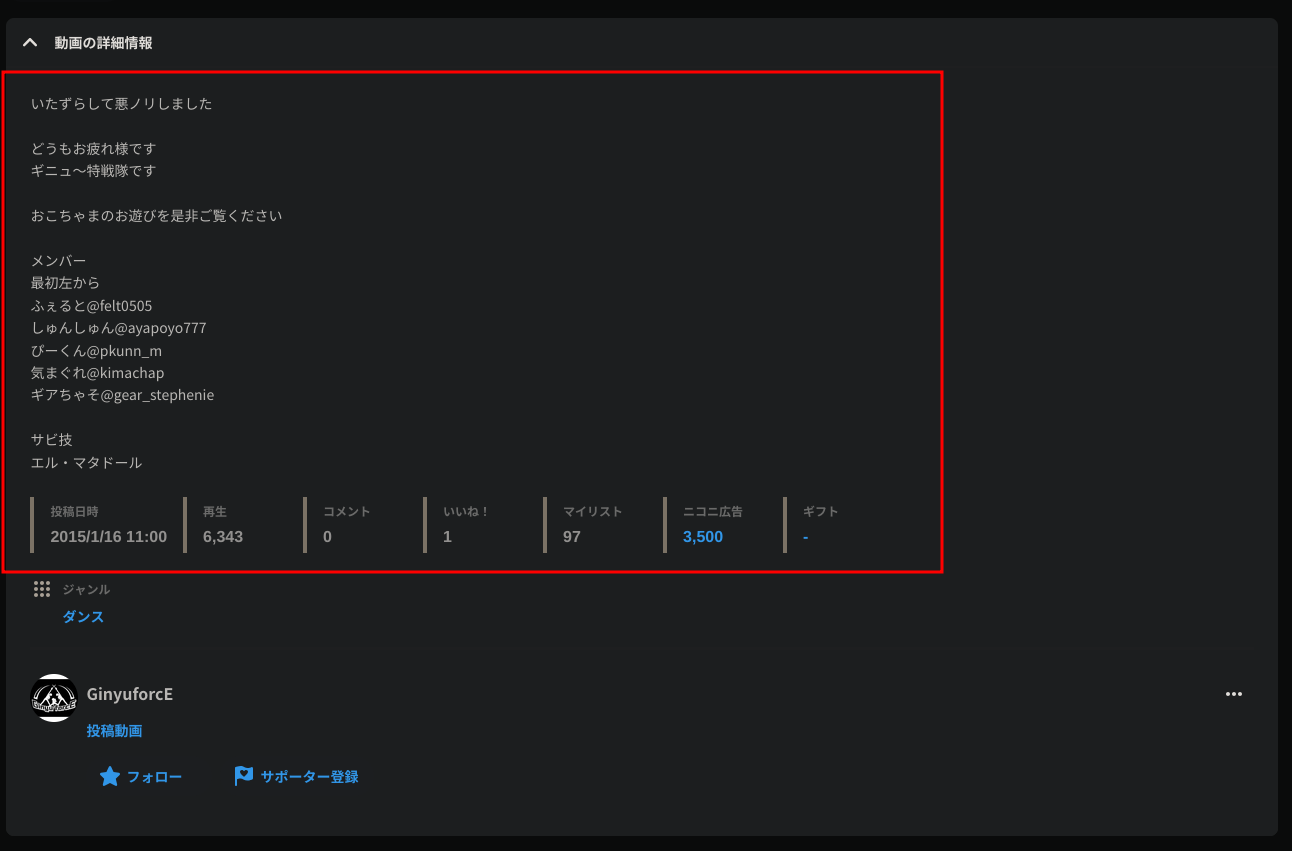 動画の詳細情報
いたずらして悪ノリしました
どうもお疲れ様です
ギニュ〜特戦隊です
おこちゃまのお遊びを是非ご覧ください
メンバー
最初左から
ふぇると@felt0505
しゅんしゅん@ayapoyo777
ぴーくん@pkunn_m
気まぐれ@kimachap
ギアちゃそ@gear_stephenie
サビ技
エル・マタドール
投稿日時 再生 コメント いいね！ マイリスト ニコニ広告 ギフト
2015/1/16 11:00 6,343 0 1 97 3,500 -
ジャンル
ダンス
GinyuforcE
GinyuforcE
投稿動画
フォロー サポーター登録